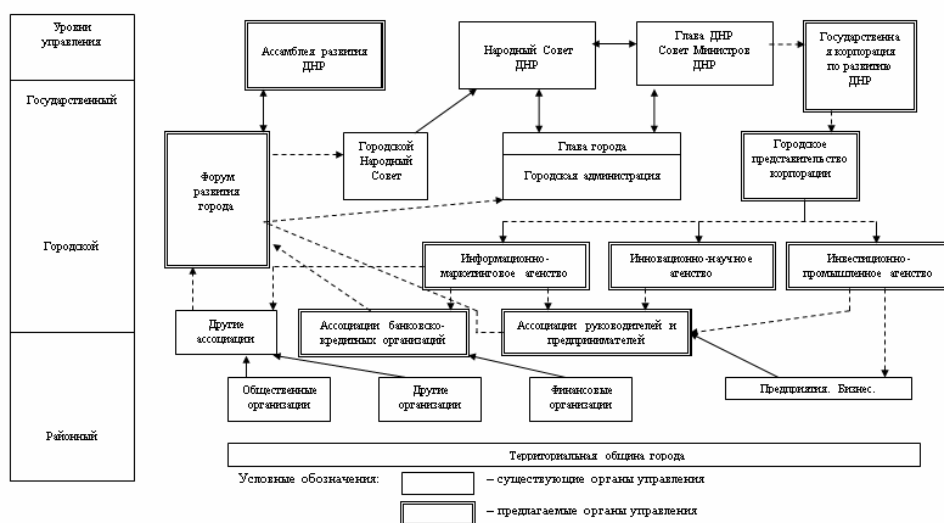 Уровни
управления
Государственный
Городской
Районный
Ассамблея развития
ДНР
Народный Совет
ДНР
Глава ДНР
Совет Министров
ДНР
Государственна
я корпорация
по развитию
ДНР
Форум
развития
города
Городской
Народный
Совет
Глава города
Городская администрация
Городское
представительство
корпорации
Информационно-
маркетинговое агенство
Инновационно-научное
агенство
Инвестиционно-
промышленное агенство
Другие
ассоциации
Ассоциации банковско-
кредитных организаций
Ассоциации руководителей и
предпринимателей
Общественные
организации
Другие
организации
Финансовые
организации
Предприятия. Бизнес.
Территориальная община города
Условные обозначения:
– существующие органы управления
– предлагаемые органы управления